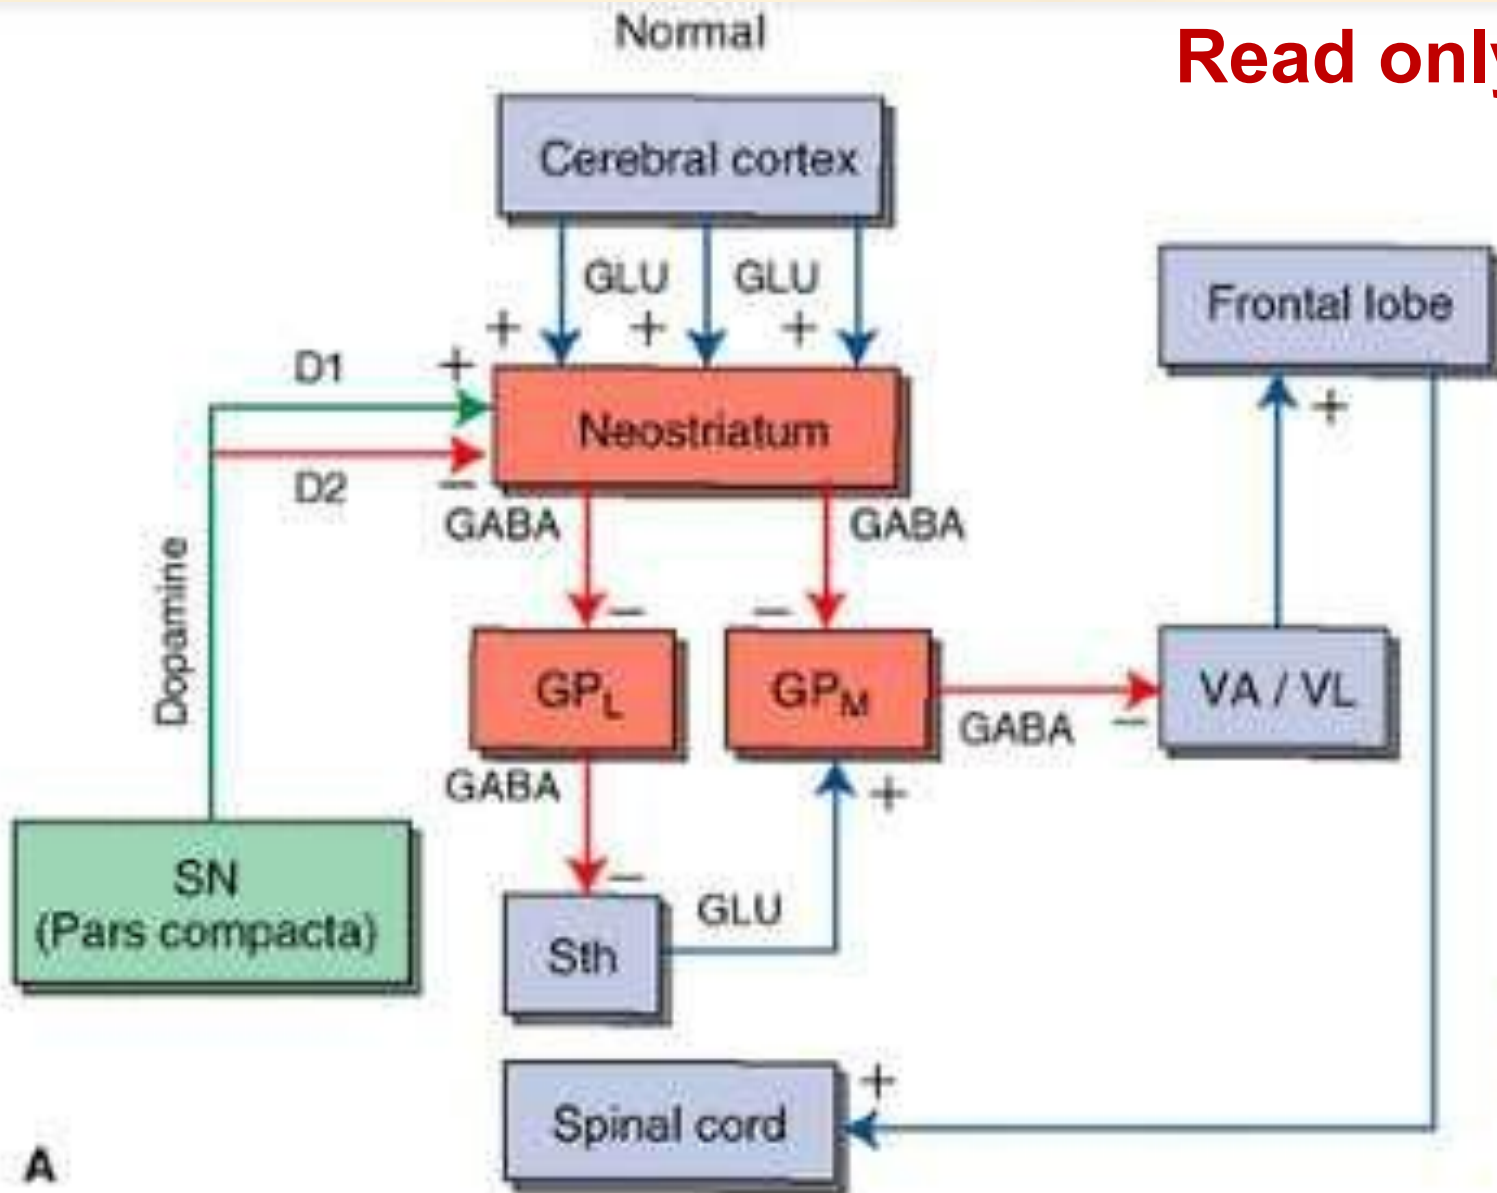 Normal
Read only
Cerebral cortex
GLU GLU
+ + +
Frontal lobe
D1 +
+
Neostriatum
D2 −
GABA GABA
Dopamine
− −
GPL GPM VA / VL
GABA −
GABA +
SN
(Pars compacta)
−
GLU
Sth
+
Spinal cord
A